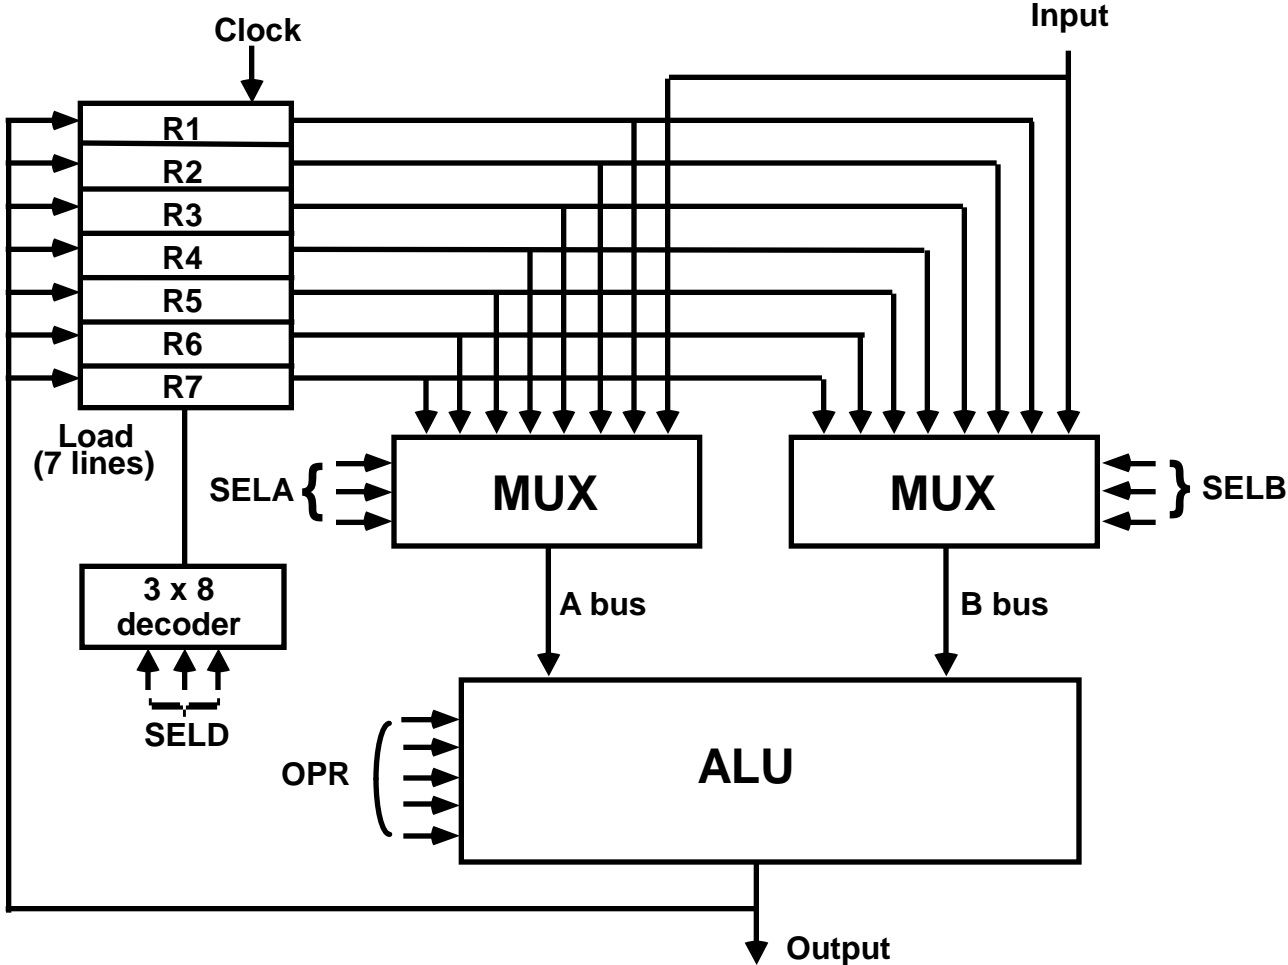 Clock
Input
R1
R2
R3
R4
R5
R6
R7
Load
(7 lines)
SELA {
MUX
MUX
} SELB
3 x 8
decoder
A bus
B bus
SELD
OPR
ALU
Output